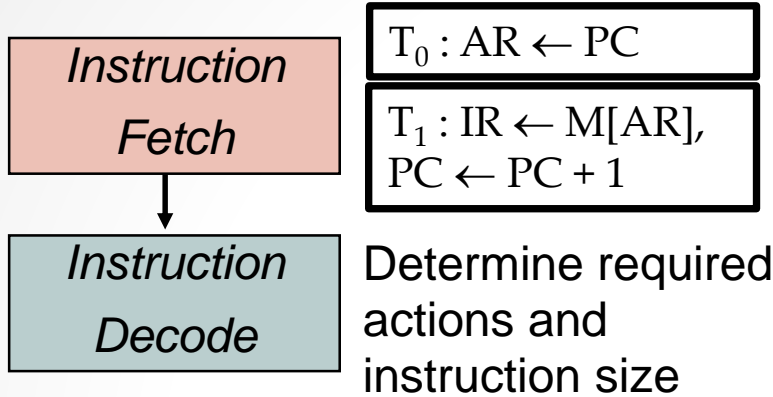 Instruction
Fetch
T₀ : AR ← PC
T₁ : IR ← M[AR],
PC ← PC + 1
Instruction
Decode
Determine required
actions and
instruction size